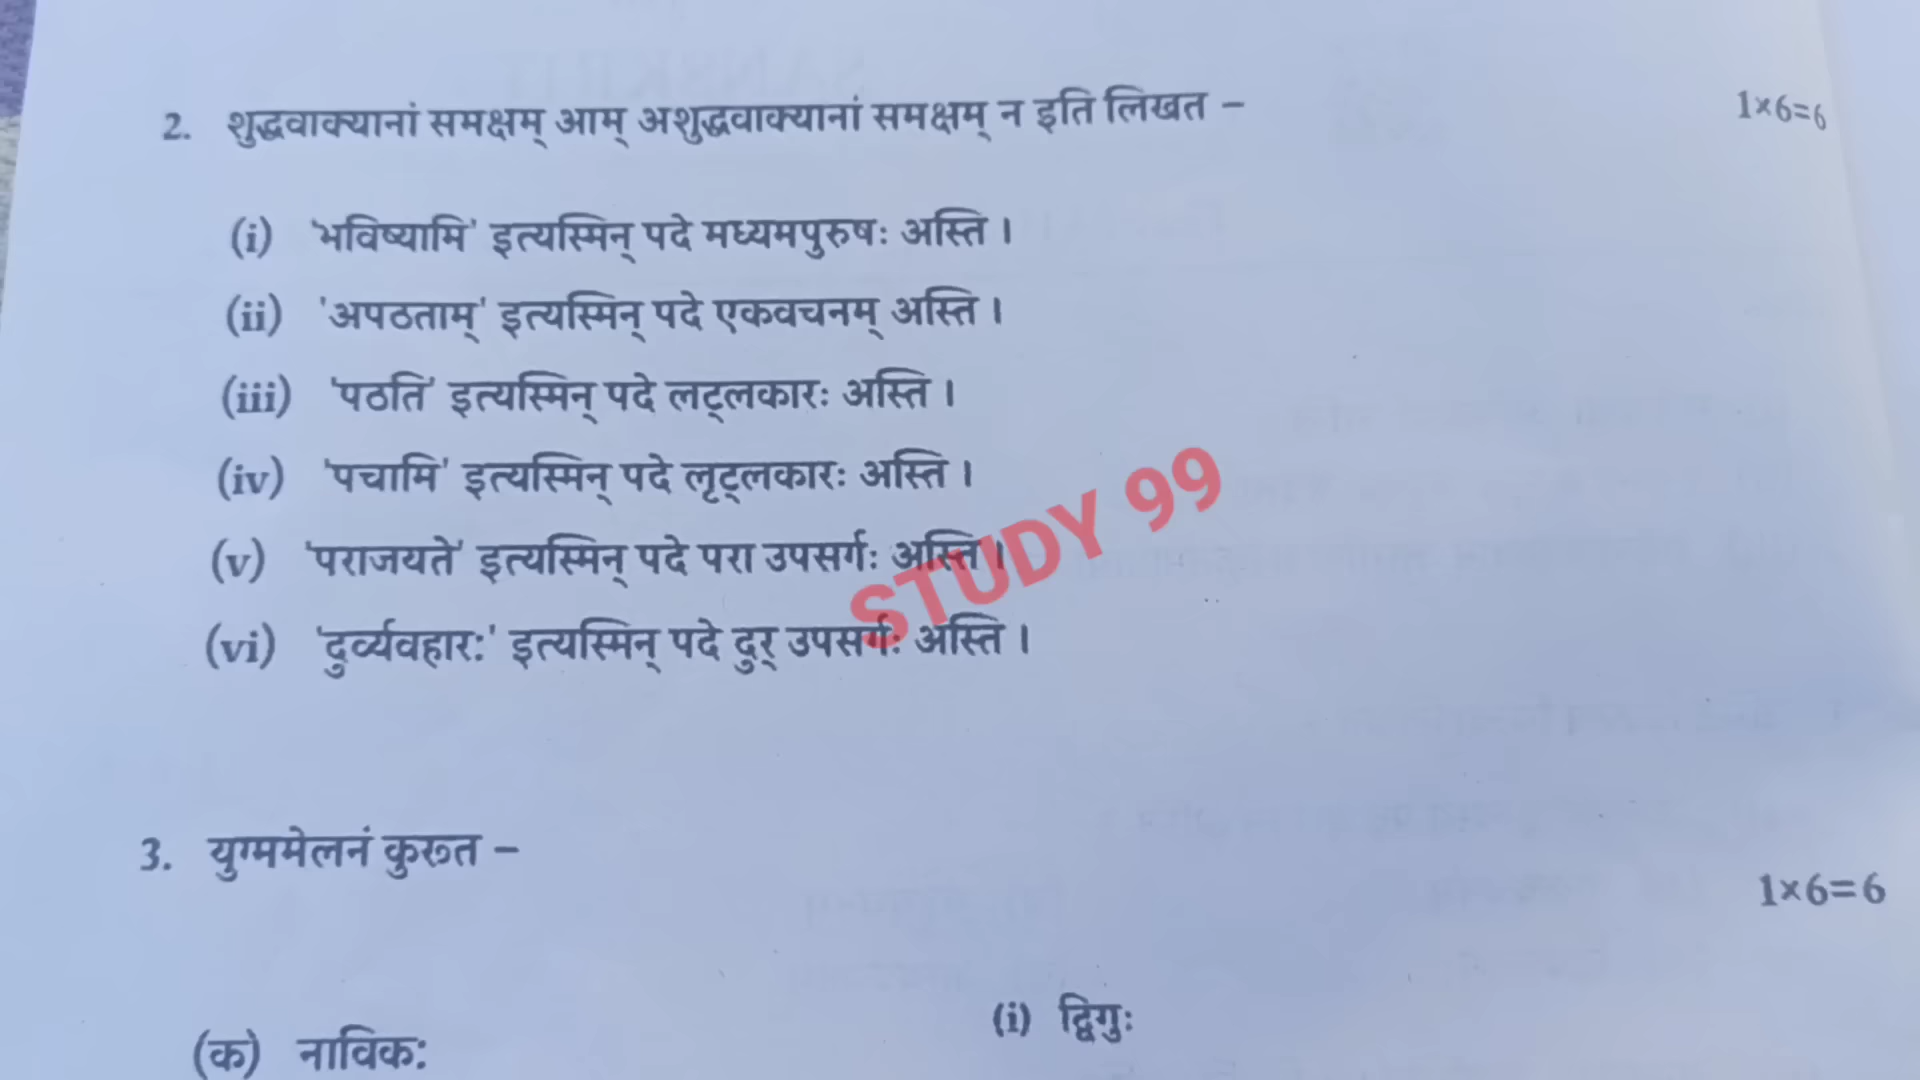 2. शुद्धवाक्यानां समक्षम् आम् अशुद्धवाक्यानां समक्षम् न इति लिखत – 1×6=6
(i) 'भविष्यामि' इत्यस्मिन् पदे मध्यमपुरुषः अस्ति ।
(ii) 'अपठताम्' इत्यस्मिन् पदे एकवचनम् अस्ति ।
(iii) 'पठति' इत्यस्मिन् पदे लट्लकारः अस्ति ।
(iv) 'पचामि' इत्यस्मिन् पदे लृट्लकारः अस्ति ।
(v) 'पराजयते' इत्यस्मिन् पदे परा उपसर्गः अस्ति ।
(vi) 'दुर्व्यवहारः' इत्यस्मिन् पदे दुर् उपसर्गः अस्ति ।
STUDY 99
3. युग्ममेलनं कुरूत – 1×6=6
(क) नाविकः (i) द्विगुः